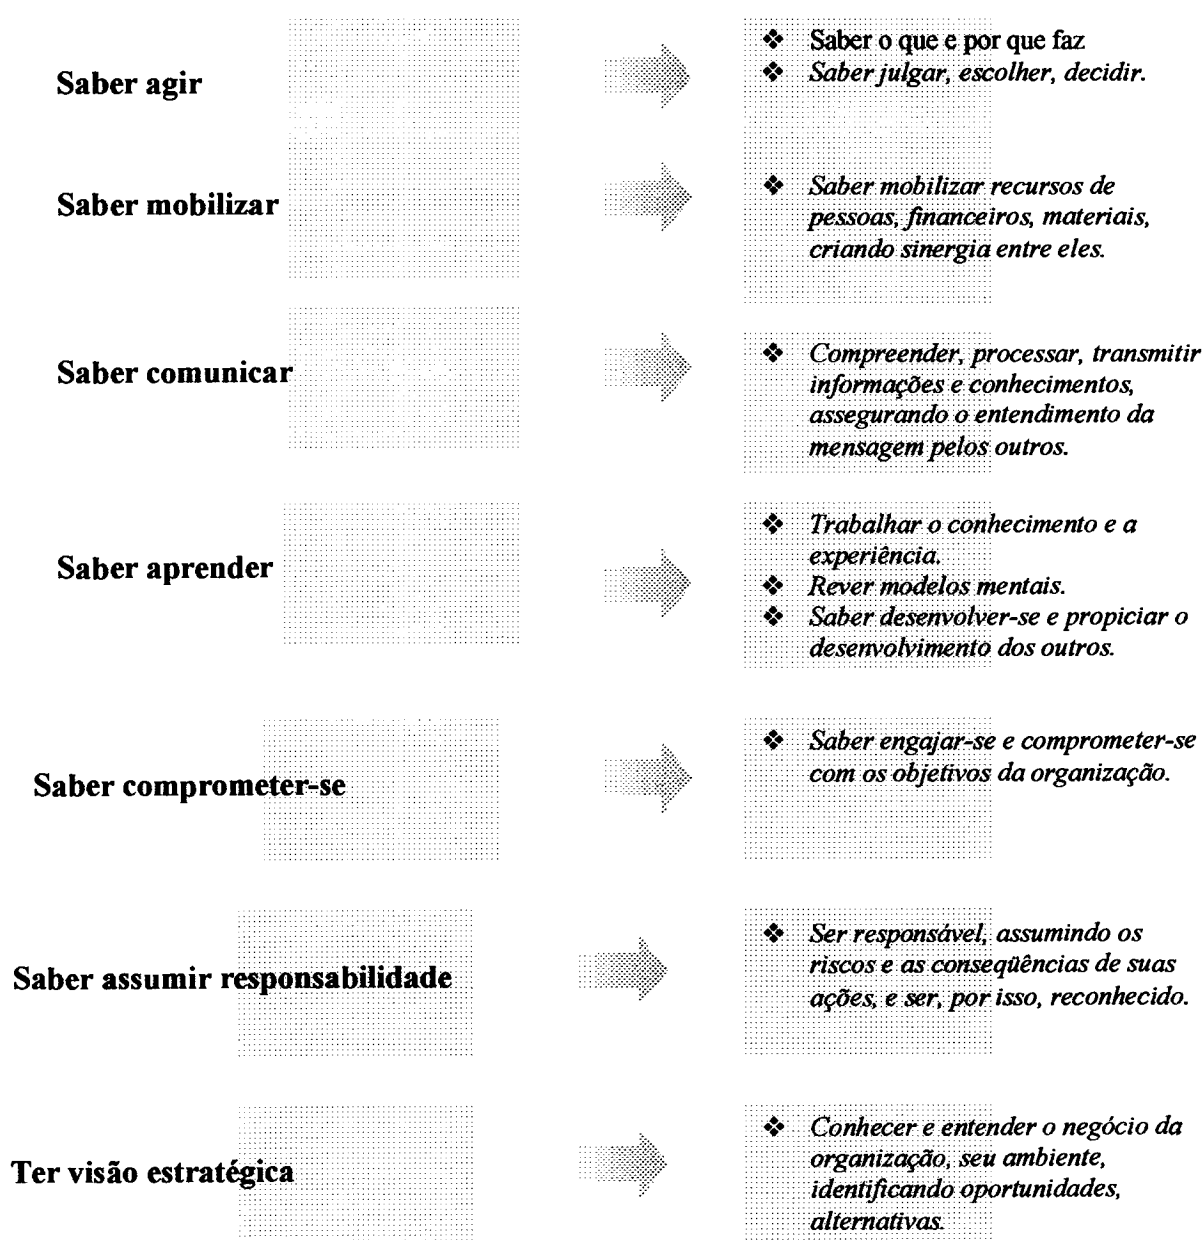 Saber agir
❖ Saber o que e por que faz
❖ Saber julgar, escolher, decidir.
Saber mobilizar
❖ Saber mobilizar recursos de
pessoas, financeiros, materiais,
criando sinergia entre eles.
Saber comunicar
❖ Compreender, processar, transmitir
informações e conhecimentos,
assegurando o entendimento da
mensagem pelos outros.
Saber aprender
❖ Trabalhar o conhecimento e a
experiência.
❖ Rever modelos mentais.
❖ Saber desenvolver-se e propiciar o
desenvolvimento dos outros.
Saber comprometer-se
❖ Saber engajar-se e comprometer-se
com os objetivos da organização.
Saber assumir responsabilidade
❖ Ser responsável, assumindo os
riscos e as conseqüências de suas
ações, e ser, por isso, reconhecido.
Ter visão estratégica
❖ Conhecer e entender o negócio da
organização, seu ambiente,
identificando oportunidades,
alternativas.